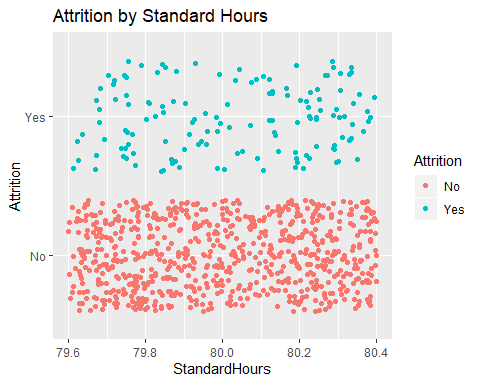 Attrition by Standard Hours
Attrition
Yes
No
79.6 79.8 80.0 80.2 80.4
StandardHours
Attrition
No
Yes